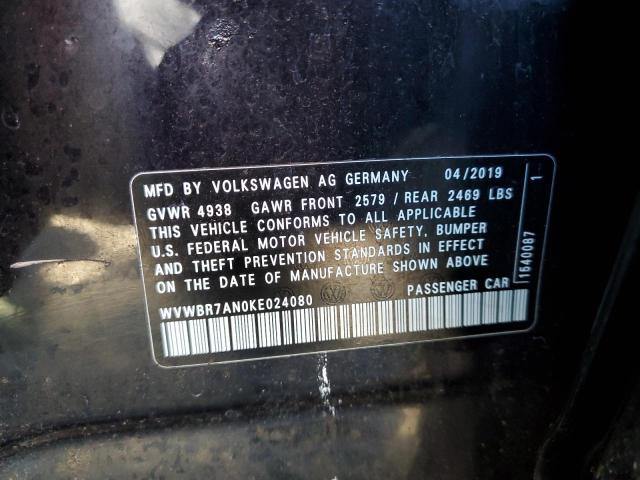 MFD BY VOLKSWAGEN AG GERMANY 04/2019
GVWR 4938 GAWR FRONT 2579 / REAR 2469 LBS
THIS VEHICLE CONFORMS TO ALL APPLICABLE
U.S. FEDERAL MOTOR VEHICLE SAFETY, BUMPER
AND THEFT PREVENTION STANDARDS IN EFFECT
ON THE DATE OF MANUFACTURE SHOWN ABOVE
WVWBR7AN0KE024080 PASSENGER CAR
1640087 1